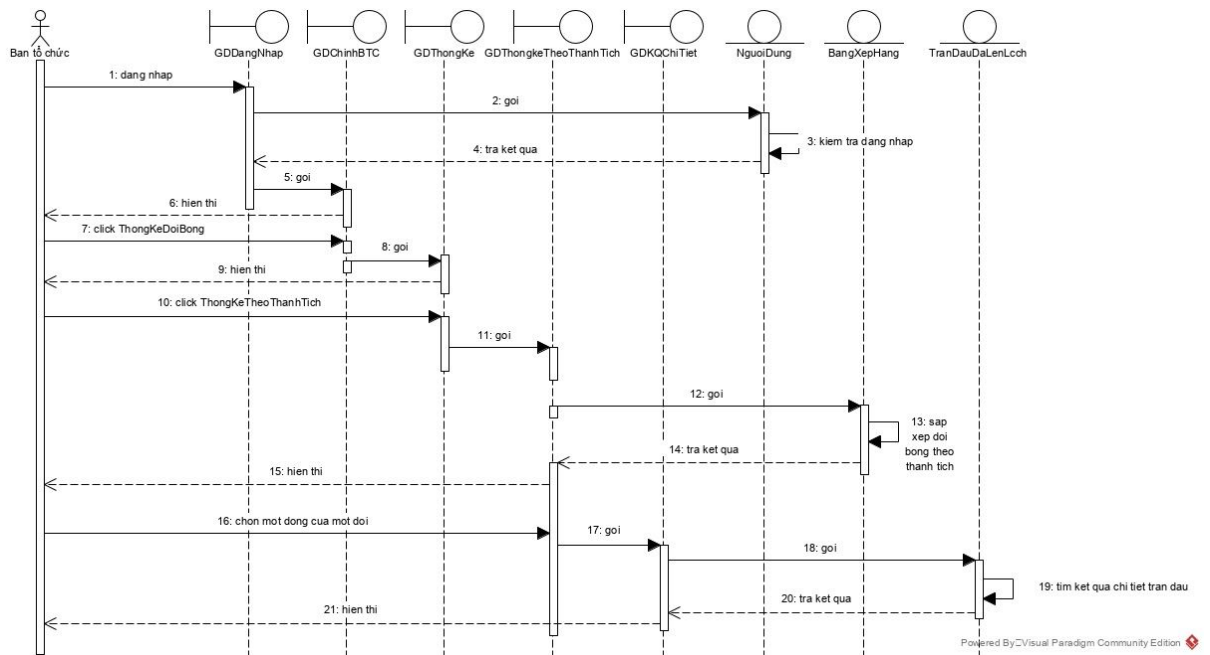 Ban tổ chức
GDDangNhap
GDChinhBTC
GDThongKe
GDThongkeTheoThanhTich
GDKQChiTiet
NguoiDung
BangXepHang
TranDauDaLenLcch
1: dang nhap
2: goi
3: kiem tra dang nhap
4: tra ket qua
5: goi
6: hien thi
7: click ThongKeDoiBong
8: goi
9: hien thi
10: click ThongKeTheoThanhTich
11: goi
12: goi
13: sap
xep doi
bong theo
thanh tich
14: tra ket qua
15: hien thi
16: chon mot dong cua mot doi
17: goi
18: goi
19: tim ket qua chi tiet tran dau
20: tra ket qua
21: hien thi
Powered By□Visual Paradigm Community Edition